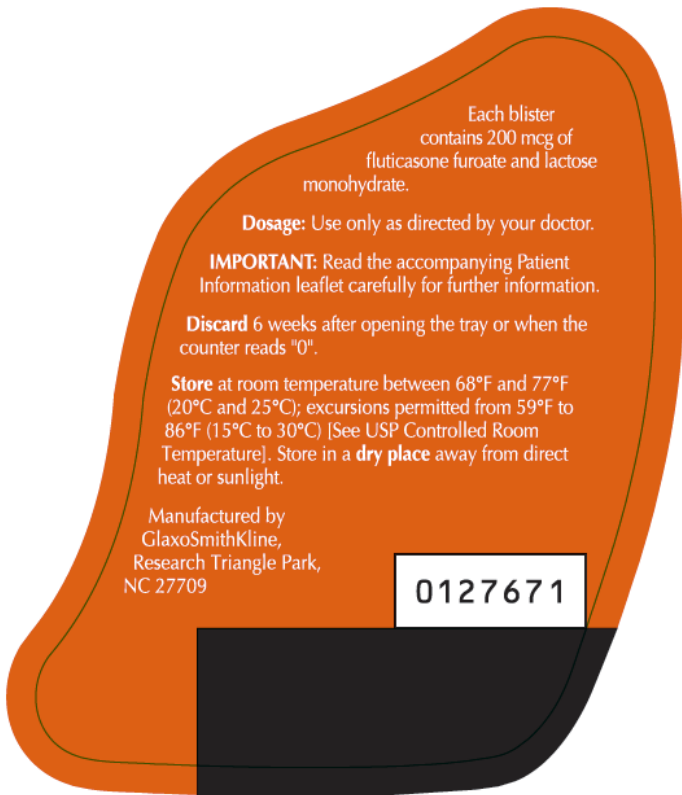 Each blister
contains 200 mcg of
fluticasone furoate and lactose
monohydrate.
Dosage: Use only as directed by your doctor.
IMPORTANT: Read the accompanying Patient
Information leaflet carefully for further information.
Discard 6 weeks after opening the tray or when the
counter reads "0".
Store at room temperature between 68°F and 77°F
(20°C and 25°C); excursions permitted from 59°F to
86°F (15°C to 30°C) [See USP Controlled Room
Temperature]. Store in a dry place away from direct
heat or sunlight.
Manufactured by
GlaxoSmithKline,
Research Triangle Park,
NC 27709
0127671